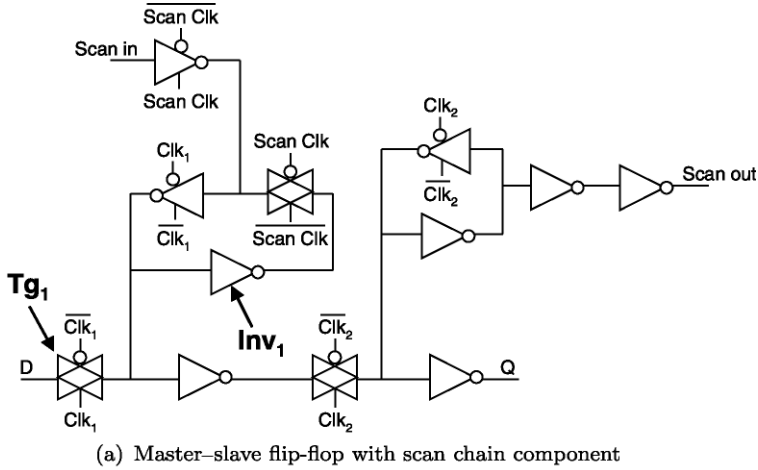 Scan Clk
Scan in
Scan Clk
Clk1
Scan Clk
Clk1
Scan Clk
Clk2
Clk2
Scan out
Tg1
Inv1
D
Clk1
Clk1
Clk2
Clk2
Q
(a) Master–slave flip-flop with scan chain component